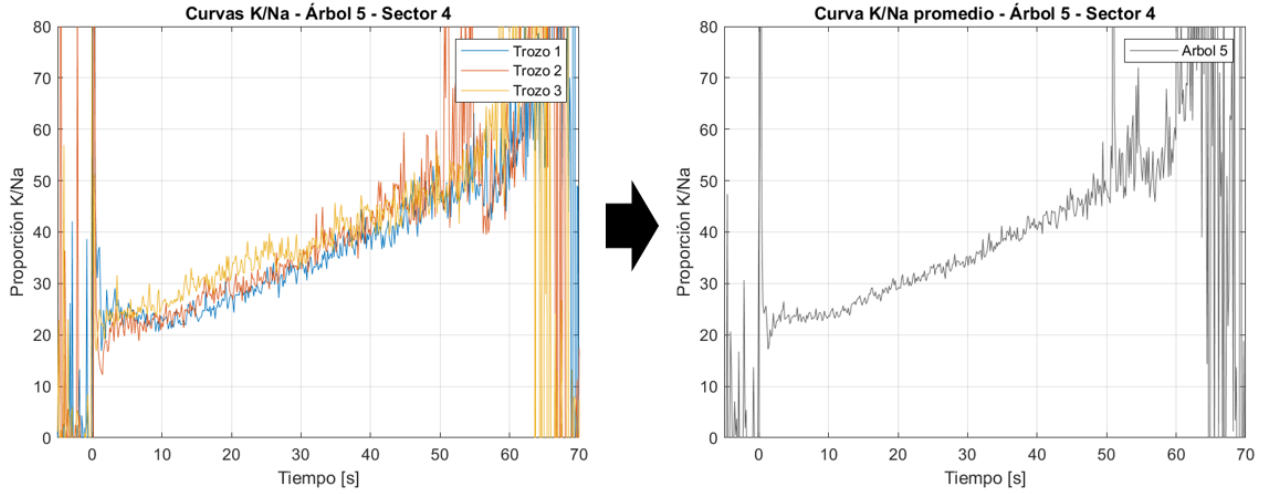 Curvas K/Na - Árbol 5 - Sector 4
80
70
60
50
40
30
20
10
0
Proporción K/Na
0 10 20 30 40 50 60 70
Tiempo [s]
Trozo 1
Trozo 2
Trozo 3
Curva K/Na promedio - Árbol 5 - Sector 4
80
70
60
50
40
30
20
10
0
Proporción K/Na
0 10 20 30 40 50 60 70
Tiempo [s]
Arbol 5